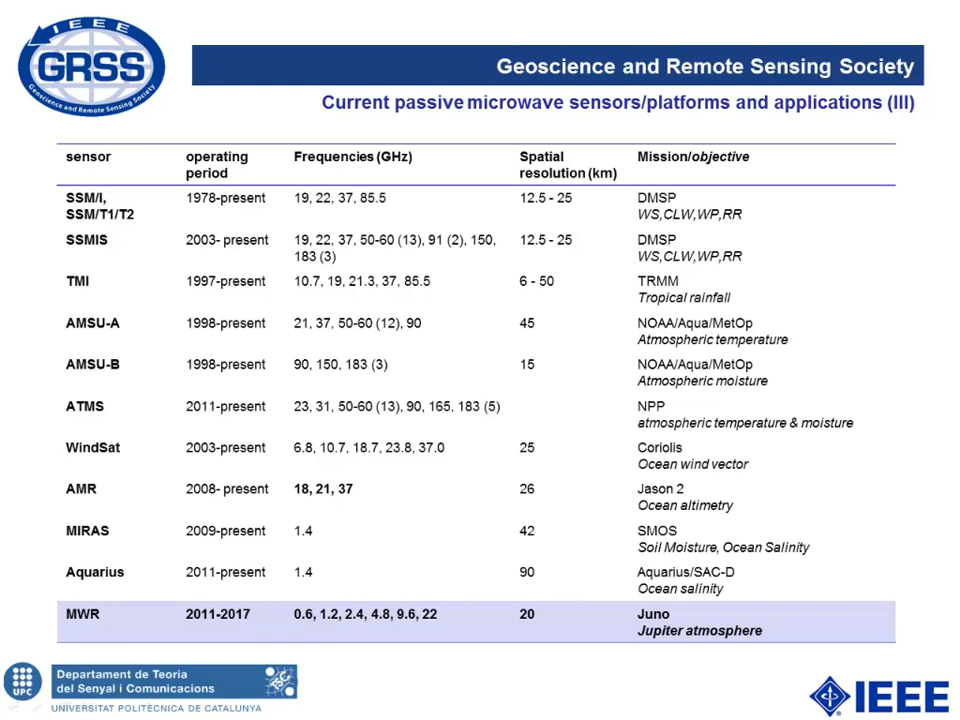 IEEE
GRSS
Geoscience and Remote Sensing Society
Geoscience and Remote Sensing Society
Current passive microwave sensors/platforms and applications (III)
sensor operating period Frequencies (GHz) Spatial resolution (km) Mission/objective
SSM/I, SSM/T1/T2 1978-present 19, 22, 37, 85.5 12.5 - 25 DMSP WS,CLW,WP,RR
SSMIS 2003- present 19, 22, 37, 50-60 (13), 91 (2), 150, 183 (3) 12.5 - 25 DMSP WS,CLW,WP,RR
TMI 1997-present 10.7, 19, 21.3, 37, 85.5 6 - 50 TRMM Tropical rainfall
AMSU-A 1998-present 21, 37, 50-60 (12), 90 45 NOAA/Aqua/MetOp Atmospheric temperature
AMSU-B 1998-present 90, 150, 183 (3) 15 NOAA/Aqua/MetOp Atmospheric moisture
ATMS 2011-present 23, 31, 50-60 (13), 90, 165, 183 (5) NPP atmospheric temperature & moisture
WindSat 2003-present 6.8, 10.7, 18.7, 23.8, 37.0 25 Coriolis Ocean wind vector
AMR 2008- present 18, 21, 37 26 Jason 2 Ocean altimetry
MIRAS 2009-present 1.4 42 SMOS Soil Moisture, Ocean Salinity
Aquarius 2011-present 1.4 90 Aquarius/SAC-D Ocean salinity
MWR 2011-2017 0.6, 1.2, 2.4, 4.8, 9.6, 22 20 Juno Jupiter atmosphere
UPC
Departament de Teoria
del Senyal i Comunicacions
UNIVERSITAT POLITÈCNICA DE CATALUNYA
IEEE